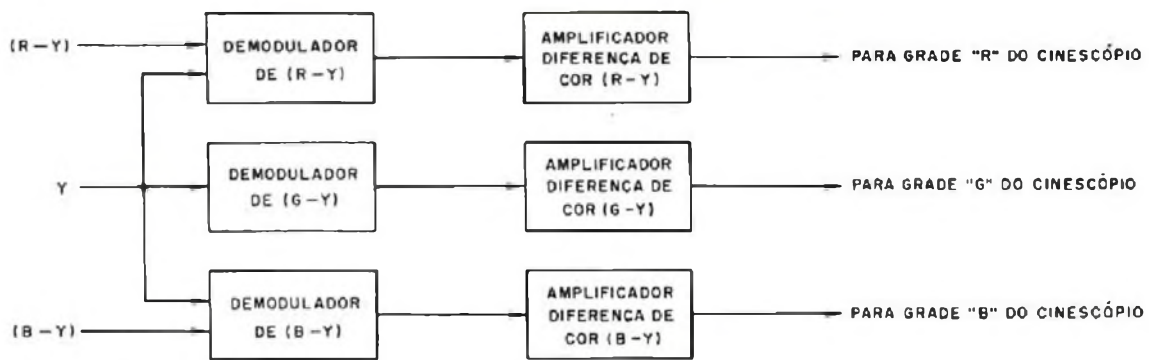 (R-Y)
DEMODULADOR
DE (R-Y)
AMPLIFICADOR
DIFERENÇA DE
COR (R-Y)
PARA GRADE "R" DO CINESCÓPIO
Y
DEMODULADOR
DE (G-Y)
AMPLIFICADOR
DIFERENÇA DE
COR (G-Y)
PARA GRADE "G" DO CINESCÓPIO
(B-Y)
DEMODULADOR
DE (B-Y)
AMPLIFICADOR
DIFERENÇA DE
COR (B-Y)
PARA GRADE "B" DO CINESCÓPIO